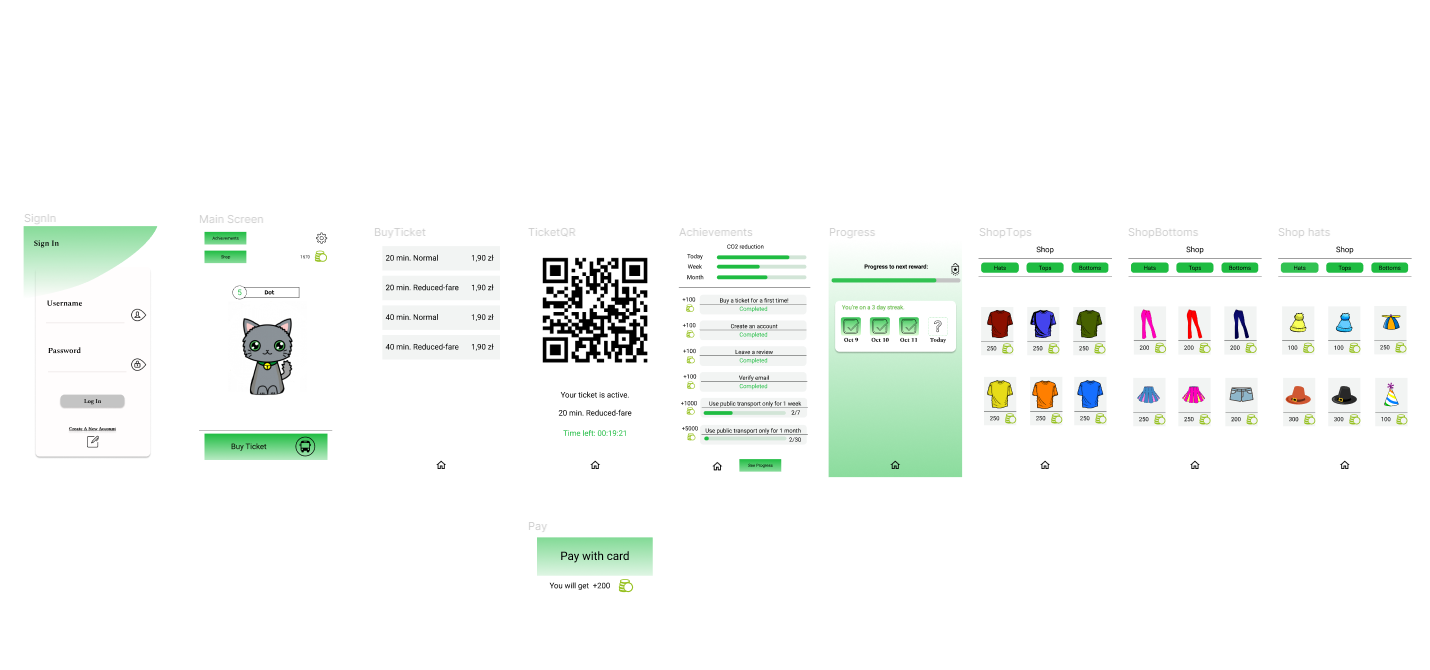 SignIn
Sign In
Username
Password
Log In
Create A New Account
Main Screen
Achievements
Shop
1670
5
Dot
Buy Ticket
BuyTicket
20 min. Normal 1,90 zł
20 min. Reduced-fare 1,90 zł
40 min. Normal 1,90 zł
40 min. Reduced-fare 1,90 zł
TicketQR
Your ticket is active.
20 min. Reduced-fare
Time left: 00:19:21
Pay
Pay with card
You will get +200
Achievements
CO2 reduction
Today
Week
Month
+100 Buy a ticket for a first time!
Completed
+100 Create an account
Completed
+100 Leave a review
Completed
+100 Verify email
Completed
+1000 Use public transport only for 1 week
2/7
+5000 Use public transport only for 1 month
2/30
See Progress
Progress
Progress to next reward:
You're on a 3 day streak
?
Oct 9 Oct 10 Oct 11 Today
ShopTops
Shop
Hats Tops Bottoms
250 250 250
250 250 250
ShopBottoms
Shop
Hats Tops Bottoms
200 200 200
250 250 200
Shop hats
Shop
Hats Tops Bottoms
100 100 250
300 300 100